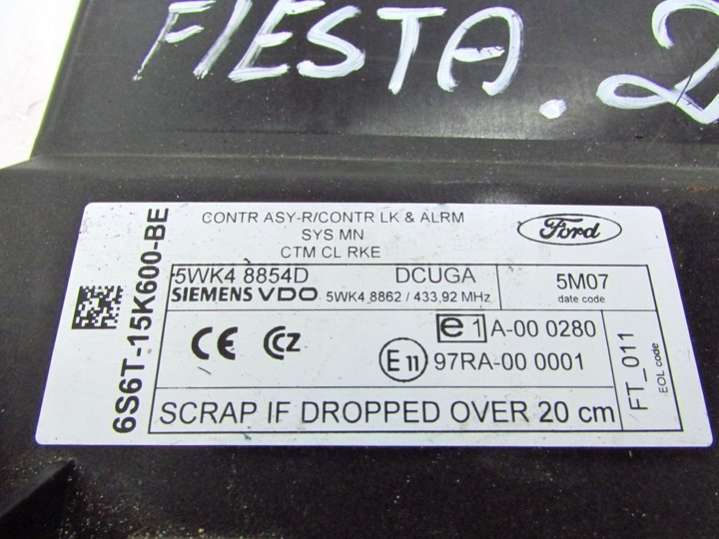 FIESTA. 2
CONTR ASY-R/CONTR LK & ALRM
SYS MN
CTM CL RKE
Ford
6S6T-15K600-BE
5WK4 8854D DCUGA
SIEMENS VDO 5WK4 8862 / 433,92 MHz
5M07
date code
CE CZ
e1 A-00 0280
E11 97RA-00 0001
FT_011
EOL code
SCRAP IF DROPPED OVER 20 cm